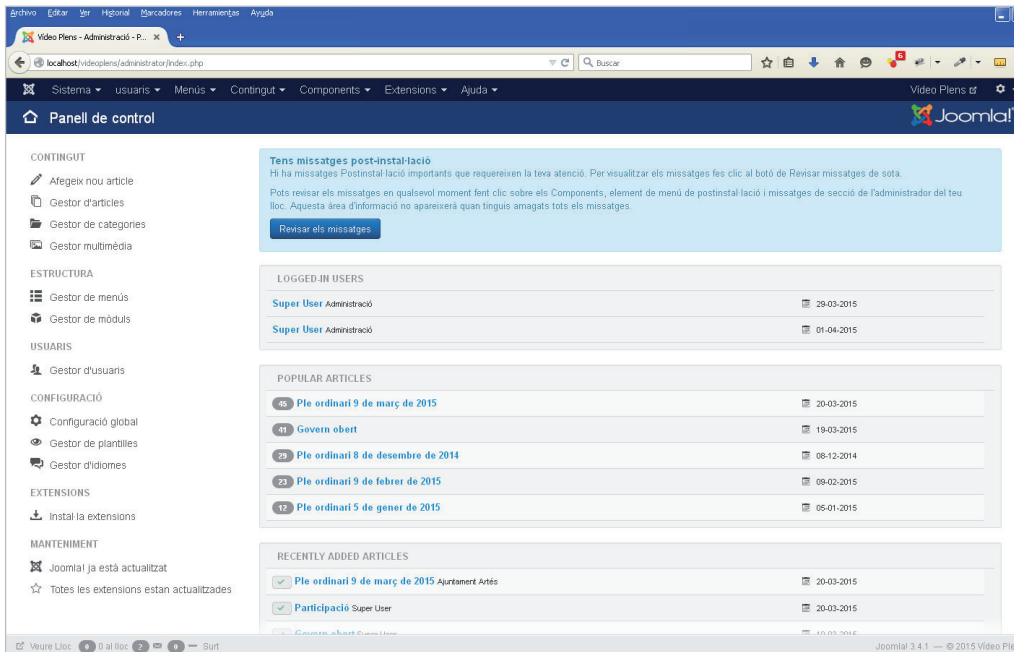 Archivo Editar Ver Historial Marcadores Herramientas Ayuda
Vídeo Plens - Administració - P...
localhost/videoplens/administrator/index.php
Buscar
6
Sistema usuaris Menús Contingut Components Extensions Ajuda Vídeo Plens
Panell de control
Joomla!
CONTINGUT
Afegeix nou article
Gestor d'articles
Gestor de categories
Gestor multimèdia
ESTRUCTURA
Gestor de menús
Gestor de mòduls
USUARIS
Gestor d'usuaris
CONFIGURACIÓ
Configuració global
Gestor de plantilles
Gestor d'idiomes
EXTENSIONS
Instal·la extensions
MANTENIMENT
Joomla! ja està actualitzat
Totes les extensions estan actualitzades
Tens missatges post-instal·lació
Hi ha missatges Postinstal·lació importants que requereixen la teva atenció. Per visualitzar els missatges fes clic al botó de Revisar missatges de sota.
Pots revisar els missatges en qualsevol moment fent clic sobre els Components, element de menú de postinstal·lació i missatges de secció de l'administrador del teu
lloc. Aquesta àrea d'informació no apareixerà quan tinguis amagats tots els missatges.
Revisar els missatges
LOGGED-IN USERS
Super User Administració 29-03-2015
Super User Administració 01-04-2015
POPULAR ARTICLES
45 Ple ordinari 9 de març de 2015 20-03-2015
41 Govern obert 19-03-2015
29 Ple ordinari 8 de desembre de 2014 08-12-2014
23 Ple ordinari 9 de febrer de 2015 09-02-2015
12 Ple ordinari 5 de gener de 2015 05-01-2015
RECENTLY ADDED ARTICLES
Ple ordinari 9 de març de 2015 Ajuntament Artés 20-03-2015
Participació Super User 20-03-2015
Govern obert Super User 19-03-2015
Veure Lloc 0 0 al lloc 2 0 Surt
Joomla! 3.4.1 — © 2015 Vídeo Ple